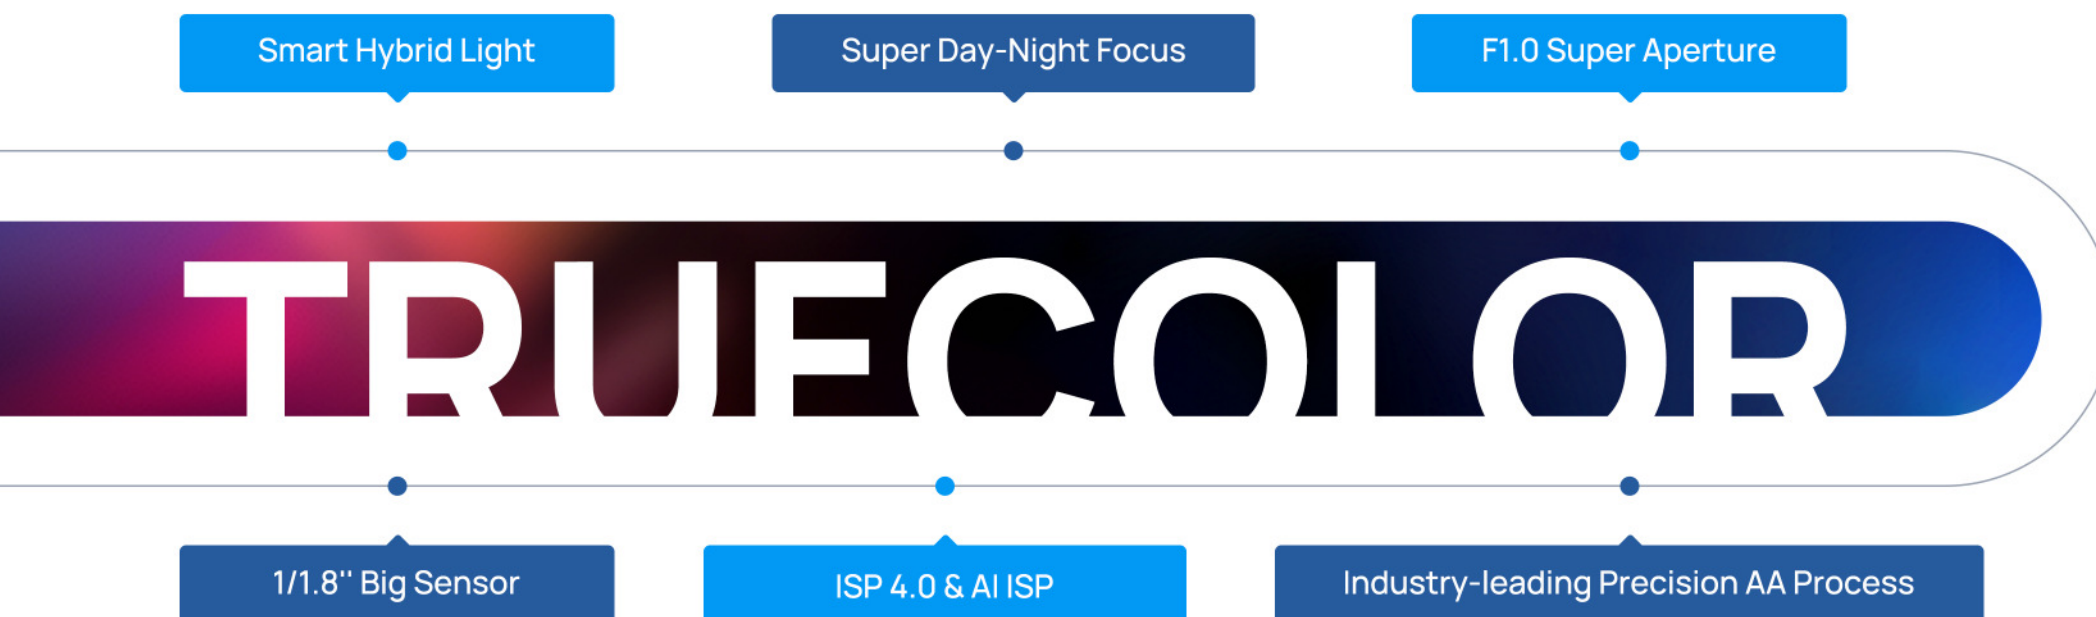 Smart Hybrid Light
Super Day-Night Focus
F1.0 Super Aperture
TRUECOLOR
1/1.8'' Big Sensor
ISP 4.0 & AI ISP
Industry-leading Precision AA Process